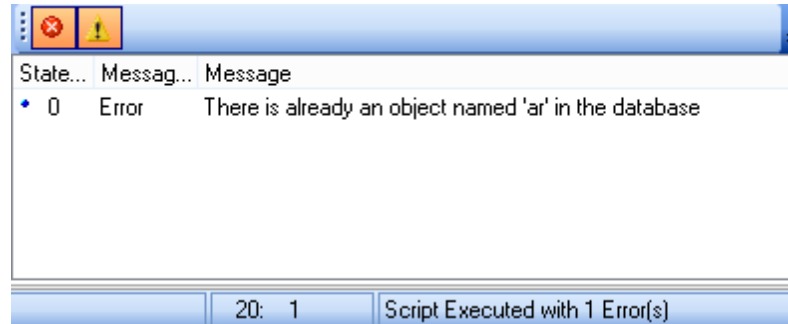 State... Messag... Message
0 Error There is already an object named 'ar' in the database
20: 1 Script Executed with 1 Error(s)